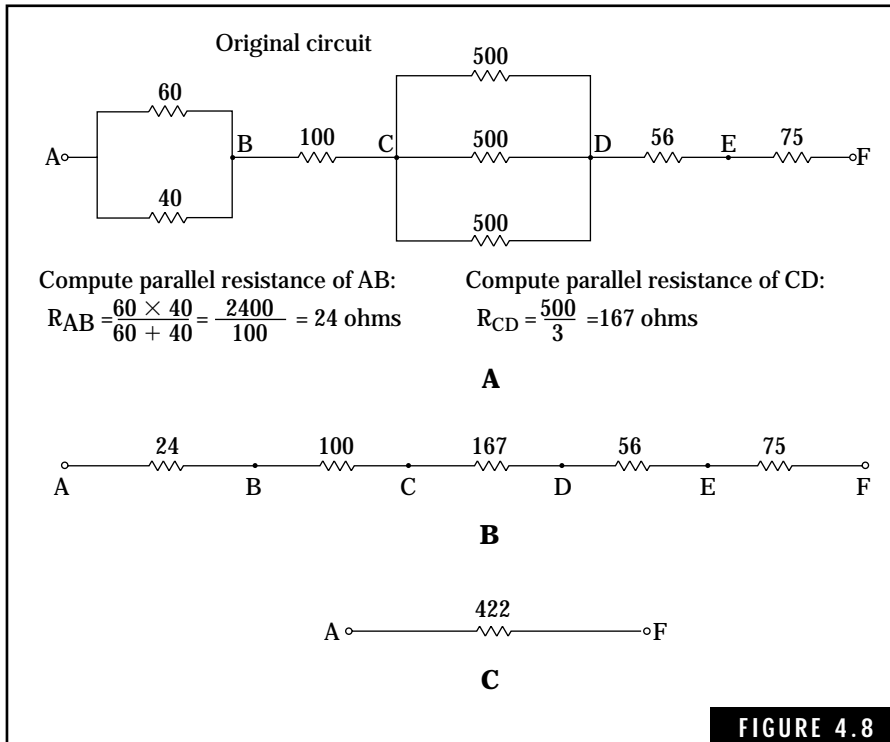 Original circuit
500
60
B
100
C
500
D
56
E
75
A
F
40
500
Compute parallel resistance of AB:
R_AB = 60 × 40 / 60 + 40 = 2400 / 100 = 24 ohms
Compute parallel resistance of CD:
R_CD = 500 / 3 =167 ohms
A
24 100 167 56 75
A B C D E F
B
422
A F
C
FIGURE 4.8